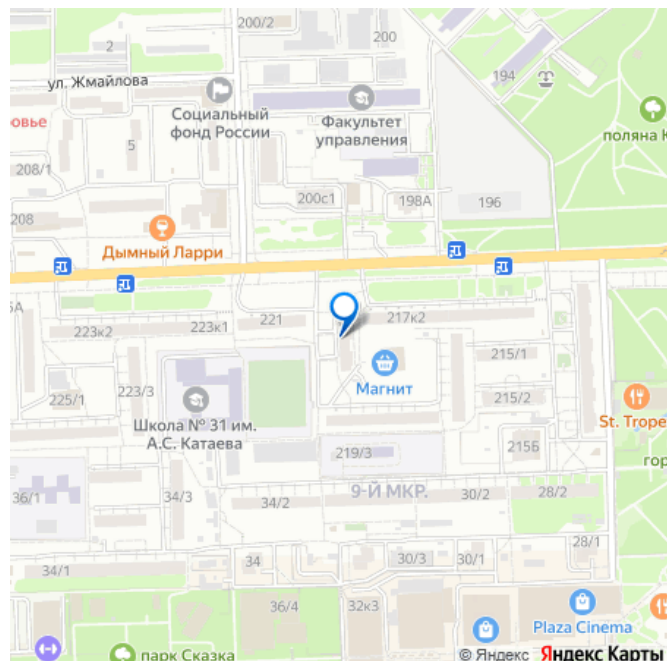 200/2
200
2
194
ул. Жмайлова
Социальный
фонд России
Факультет
управления
поляна К
овье
5
208/1
200с1
198А
196
208
Дымный Ларри
5А
223к2
223к1
221
217к2
215/1
Магнит
223/3
225/1
215/2
Школа № 31 им.
А.С. Катаева
St. Trope
215Б
гор
219/3
36/1
34/3
34/2
9-Й МКР.
30/2
28/2
34/1
34
30/3
30/1
28/1
36/4
32к3
Plaza Cinema
парк Сказка
© Яндекс Яндекс Карты